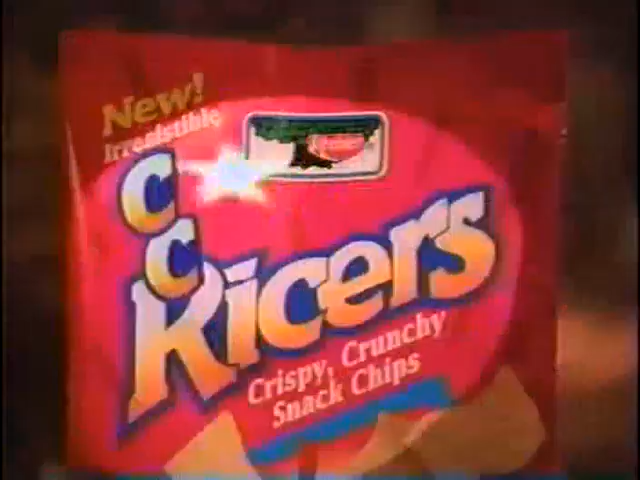 New!
Irresistible
C
C
Ricers
Crispy, Crunchy
Snack Chips